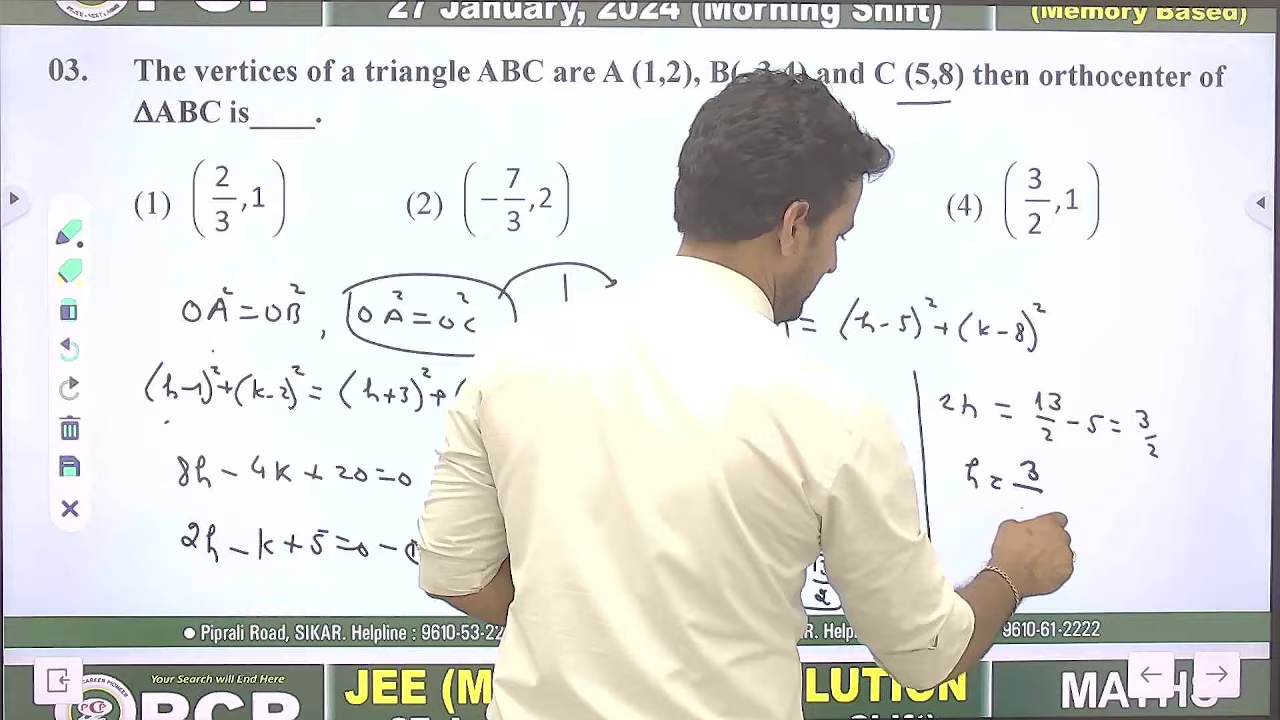 27 January, 2024 (Morning Shift)
(Memory Based)
03. The vertices of a triangle ABC are A (1,2), B(-3,4) and C (5,8) then orthocenter of
ΔABC is____.
(1) (2/3, 1)
(2) (-7/3, 2)
(4) (3/2, 1)
OA² = OB² , OA² = OC²
= (h-5)² + (k-8)²
(h-1)² + (k-2)² = (h+3)² +
2h = 13/2 - 5 = 3/2
8h - 4k + 20 = 0
h = 3
2h - k + 5 = 0
● Piprali Road, SIKAR. Helpline : 9610-53-22
9610-61-2222
Your Search will End Here
PCP
JEE (M
LUTION
MATHS